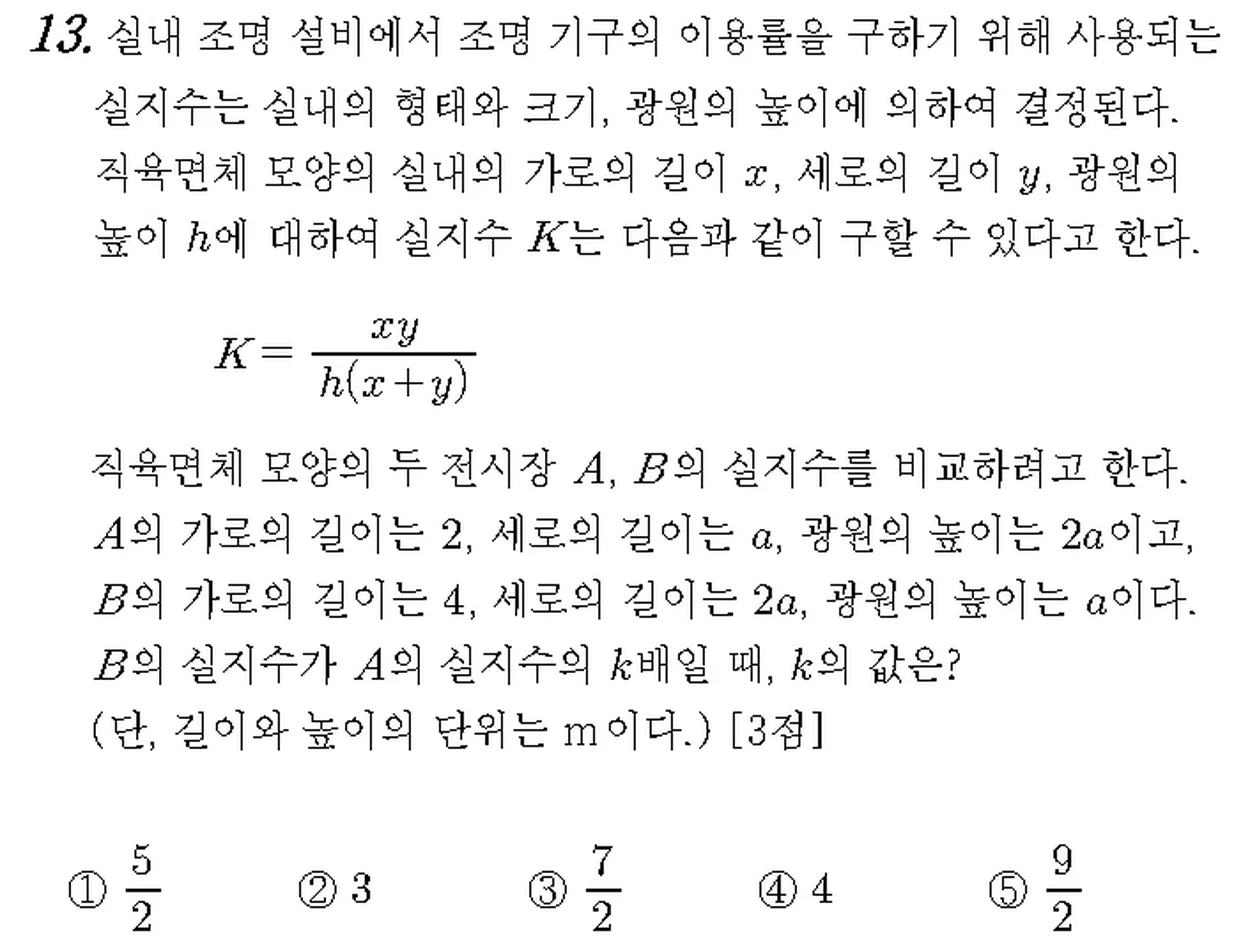 13. 실내 조명 설비에서 조명 기구의 이용률을 구하기 위해 사용되는
실지수는 실내의 형태와 크기, 광원의 높이에 의하여 결정된다.
직육면체 모양의 실내의 가로의 길이 x, 세로의 길이 y, 광원의
높이 h에 대하여 실지수 K는 다음과 같이 구할 수 있다고 한다.
K = \frac{xy}{h(x+y)}
직육면체 모양의 두 전시장 A, B의 실지수를 비교하려고 한다.
A의 가로의 길이는 2, 세로의 길이는 a, 광원의 높이는 2a이고,
B의 가로의 길이는 4, 세로의 길이는 2a, 광원의 높이는 a이다.
B의 실지수가 A의 실지수의 k배일 때, k의 값은?
(단, 길이와 높이의 단위는 m이다.) [3점]
① \frac{5}{2} ② 3 ③ \frac{7}{2} ④ 4 ⑤ \frac{9}{2}